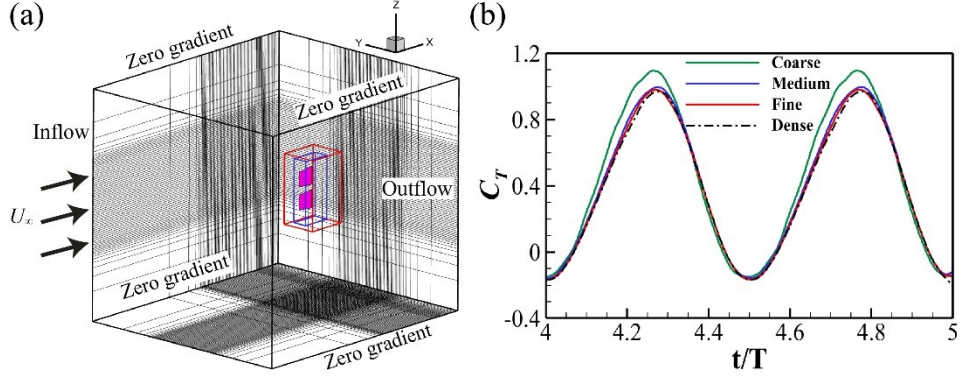 (a)
Z
Y
X
Zero gradient
Zero gradient
Inflow
Outflow
U∞
Zero gradient
Zero gradient
(b)
1.2
0.8
0.4
0
-0.4
C_T
Coarse
Medium
Fine
Dense
4
4.2
4.4
4.6
4.8
5
t/T